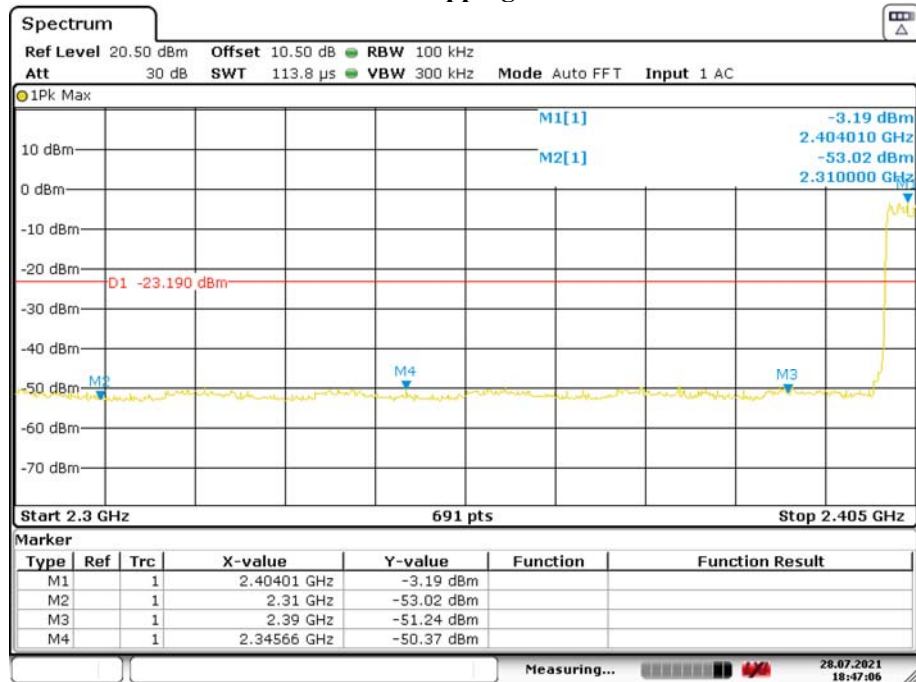 Spectrum
Ref Level 20.50 dBm Offset 10.50 dB RBW 100 kHz
Att 30 dB SWT 113.8 µs VBW 300 kHz Mode Auto FFT Input 1 AC
1Pk Max
M1[1] -3.19 dBm
2.404010 GHz
M2[1] -53.02 dBm
2.310000 GHz
10 dBm
0 dBm
-10 dBm
-20 dBm
D1 -23.190 dBm
-30 dBm
-40 dBm
M4
M3
-50 dBm
M2
-60 dBm
-70 dBm
Start 2.3 GHz 691 pts Stop 2.405 GHz
Marker
Type Ref Trc X-value Y-value Function Function Result
M1 1 2.40401 GHz -3.19 dBm
M2 1 2.31 GHz -53.02 dBm
M3 1 2.39 GHz -51.24 dBm
M4 1 2.34566 GHz -50.37 dBm
Measuring... 28.07.2021
18:47:06